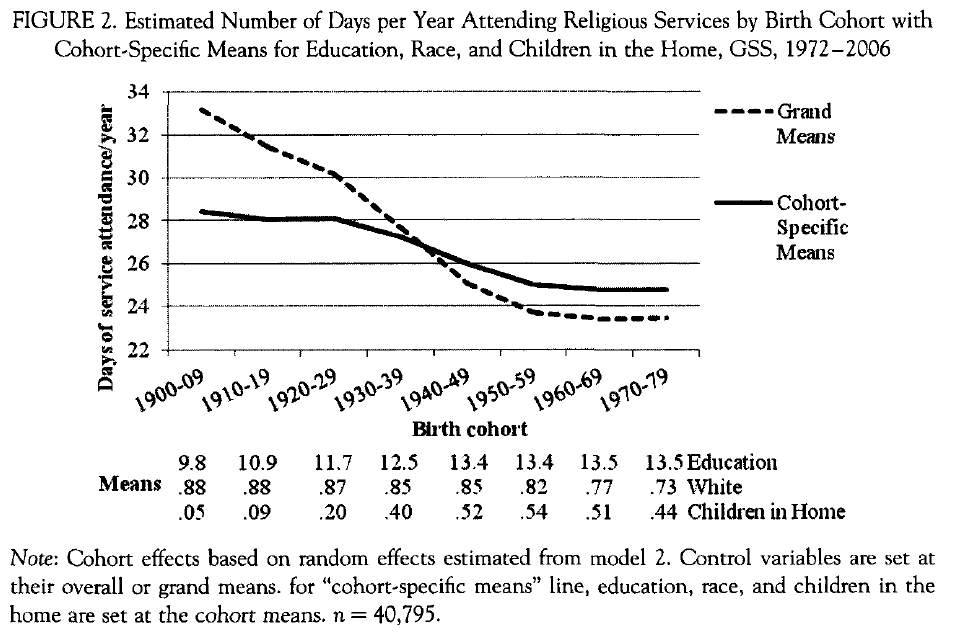 FIGURE 2. Estimated Number of Days per Year Attending Religious Services by Birth Cohort with
Cohort-Specific Means for Education, Race, and Children in the Home, GSS, 1972–2006
Days of service attendance/year
34
32
30
28
26
24
22
Grand
Means
Cohort-
Specific
Means
1900-09 1910-19 1920-29 1930-39 1940-49 1950-59 1960-69 1970-79
Birth cohort
9.8 10.9 11.7 12.5 13.4 13.4 13.5 13.5 Education
Means .88 .88 .87 .85 .85 .82 .77 .73 White
.05 .09 .20 .40 .52 .54 .51 .44 Children in Home
Note: Cohort effects based on random effects estimated from model 2. Control variables are set at
their overall or grand means. for “cohort-specific means” line, education, race, and children in the
home are set at the cohort means. n = 40,795.